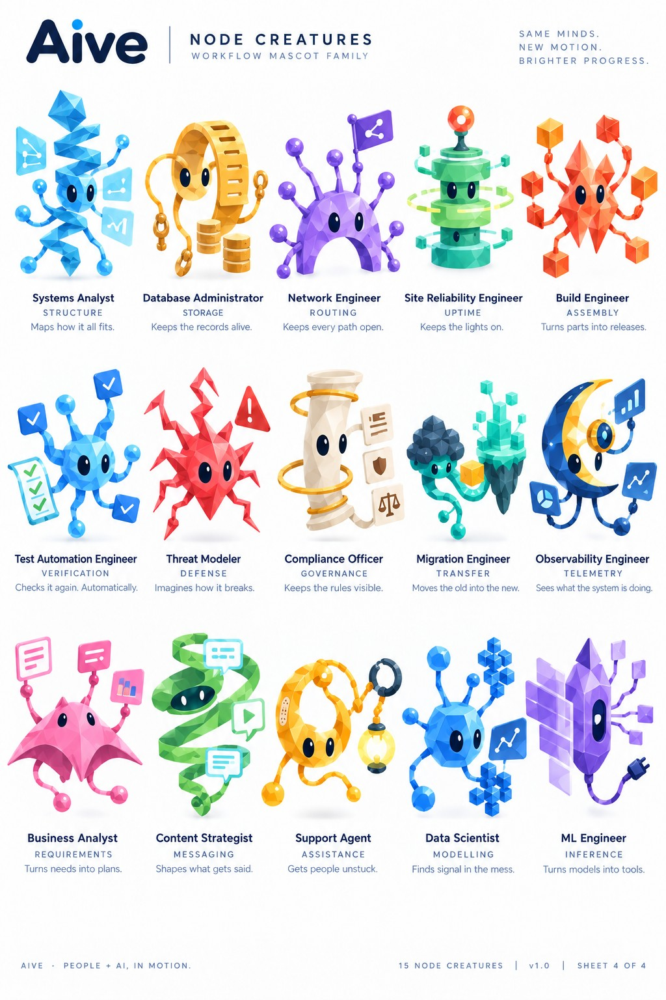 Aive
NODE CREATURES
WORKFLOW MASCOT FAMILY
SAME MINDS.
NEW MOTION.
BRIGHTER PROGRESS.
Systems Analyst
STRUCTURE
Maps how it all fits.
Database Administrator
STORAGE
Keeps the records alive.
Network Engineer
ROUTING
Keeps every path open.
Site Reliability Engineer
UPTIME
Keeps the lights on.
Build Engineer
ASSEMBLY
Turns parts into releases.
Test Automation Engineer
VERIFICATION
Checks it again. Automatically.
Threat Modeler
DEFENSE
Imagines how it breaks.
Compliance Officer
GOVERNANCE
Keeps the rules visible.
Migration Engineer
TRANSFER
Moves the old into the new.
Observability Engineer
TELEMETRY
Sees what the system is doing.
Business Analyst
REQUIREMENTS
Turns needs into plans.
Content Strategist
MESSAGING
Shapes what gets said.
Support Agent
ASSISTANCE
Gets people unstuck.
Data Scientist
MODELLING
Finds signal in the mess.
ML Engineer
INFERENCE
Turns models into tools.
AIVE · PEOPLE + AI, IN MOTION.
15 NODE CREATURES | v1.0 | SHEET 4 OF 4